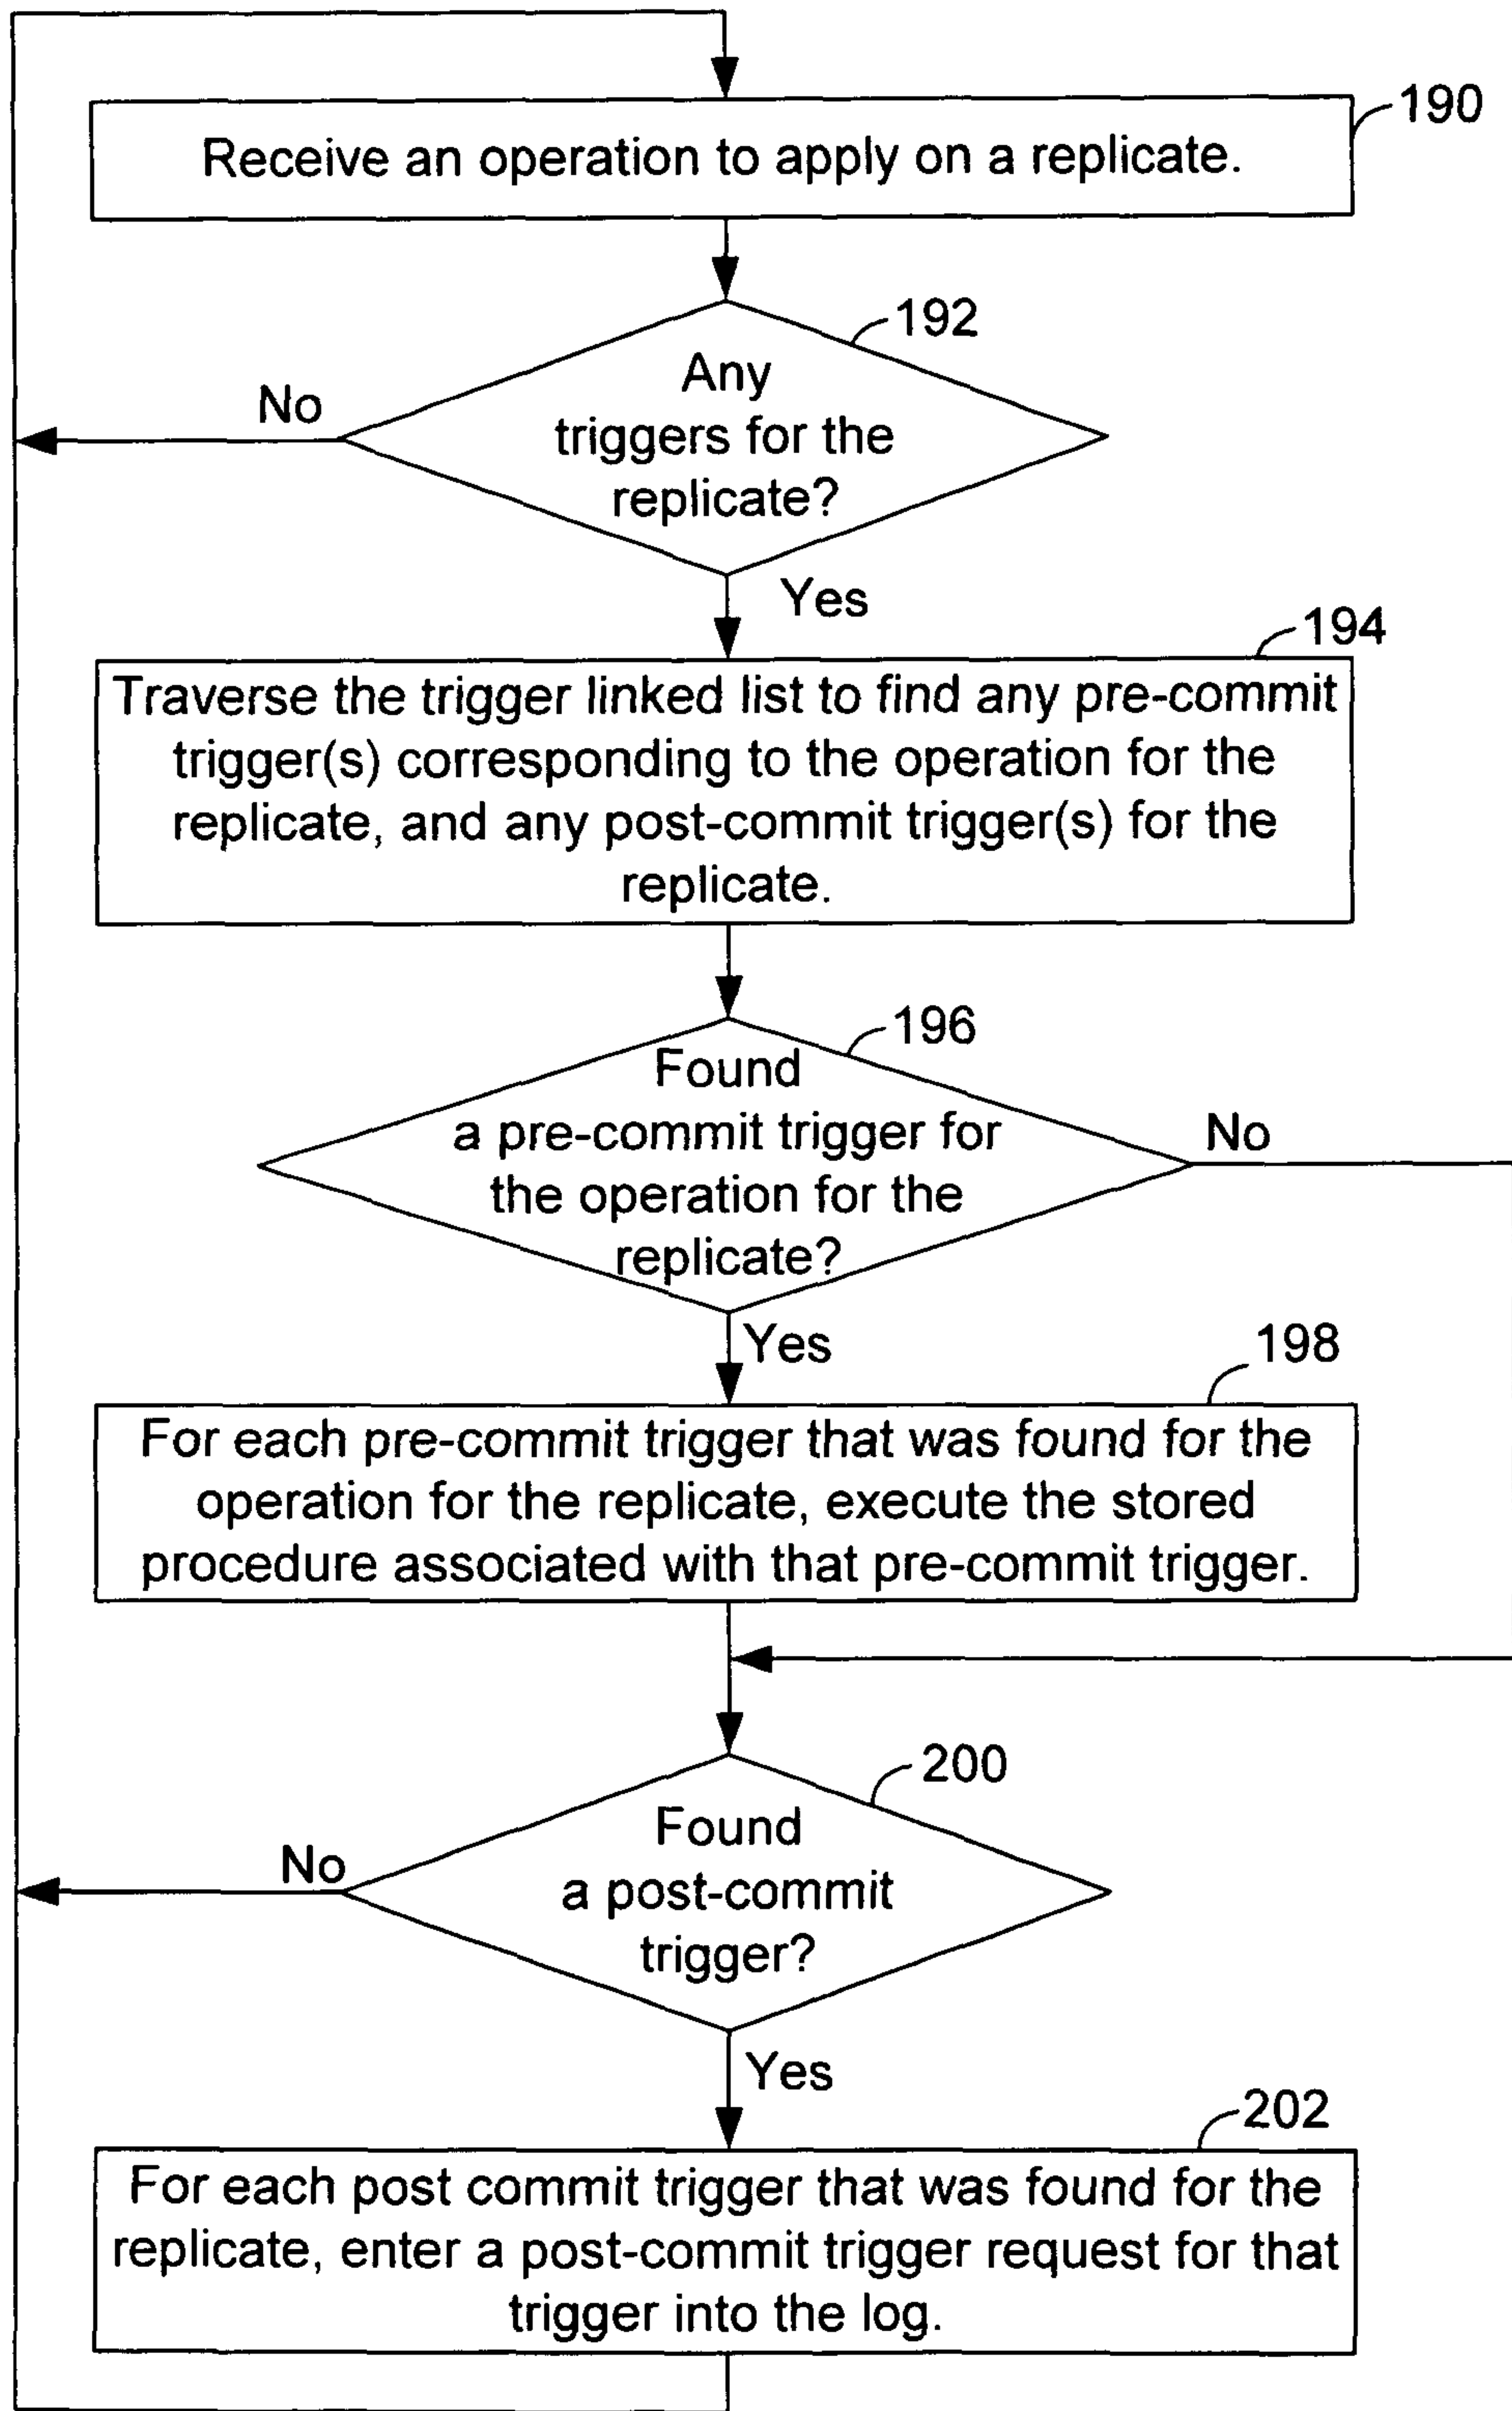 190
Receive an operation to apply on a replicate.
192
Any
triggers for the
replicate?
No
Yes
194
Traverse the trigger linked list to find any pre-commit
trigger(s) corresponding to the operation for the
replicate, and any post-commit trigger(s) for the
replicate.
196
Found
a pre-commit trigger for
the operation for the
replicate?
No
Yes
198
For each pre-commit trigger that was found for the
operation for the replicate, execute the stored
procedure associated with that pre-commit trigger.
200
Found
a post-commit
trigger?
No
Yes
202
For each post commit trigger that was found for the
replicate, enter a post-commit trigger request for that
trigger into the log.